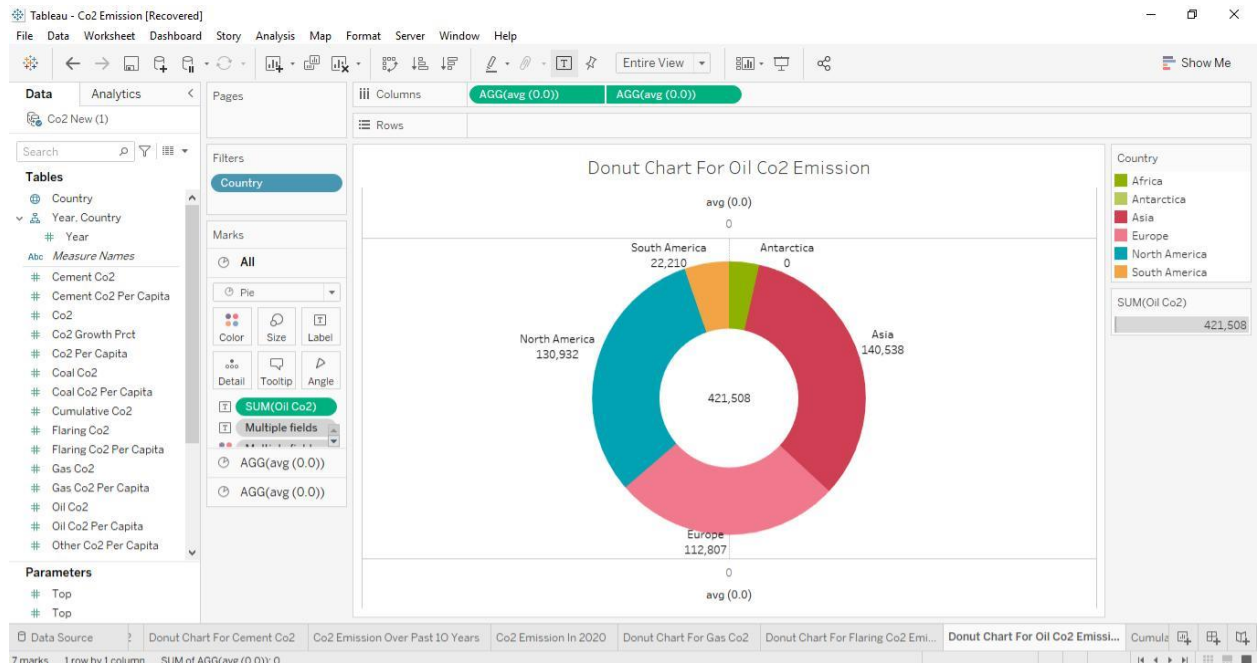 Tableau - Co2 Emission [Recovered]
File Data Worksheet Dashboard Story Analysis Map Format Server Window Help
Entire View
Show Me
Data Analytics
Co2 New (1)
Search
Tables
Country
Year, Country
# Year
Abc Measure Names
# Cement Co2
# Cement Co2 Per Capita
# Co2
# Co2 Growth Prct
# Co2 Per Capita
# Coal Co2
# Coal Co2 Per Capita
# Cumulative Co2
# Flaring Co2
# Flaring Co2 Per Capita
# Gas Co2
# Gas Co2 Per Capita
# Oil Co2
# Oil Co2 Per Capita
# Other Co2 Per Capita
Parameters
# Top
# Top
Pages
Filters
Country
Marks
All
Pie
Color Size Label
Detail Tooltip Angle
SUM(Oil Co2)
Multiple fields
AGG(avg (0.0))
AGG(avg (0.0))
Columns AGG(avg (0.0)) AGG(avg (0.0))
Rows
Donut Chart For Oil Co2 Emission
avg (0.0)
0
South America
22,210
Antarctica
0
North America
130,932
Asia
140,538
421,508
Europe
112,807
0
avg (0.0)
Country
Africa
Antarctica
Asia
Europe
North America
South America
SUM(Oil Co2)
421,508
Data Source Donut Chart For Cement Co2 Co2 Emission Over Past 10 Years Co2 Emission In 2020 Donut Chart For Gas Co2 Donut Chart For Flaring Co2 Emi... Donut Chart For Oil Co2 Emissi... Cumula
7 marks 1 row by 1 column SUM of AGG(avg (0.0)): 0